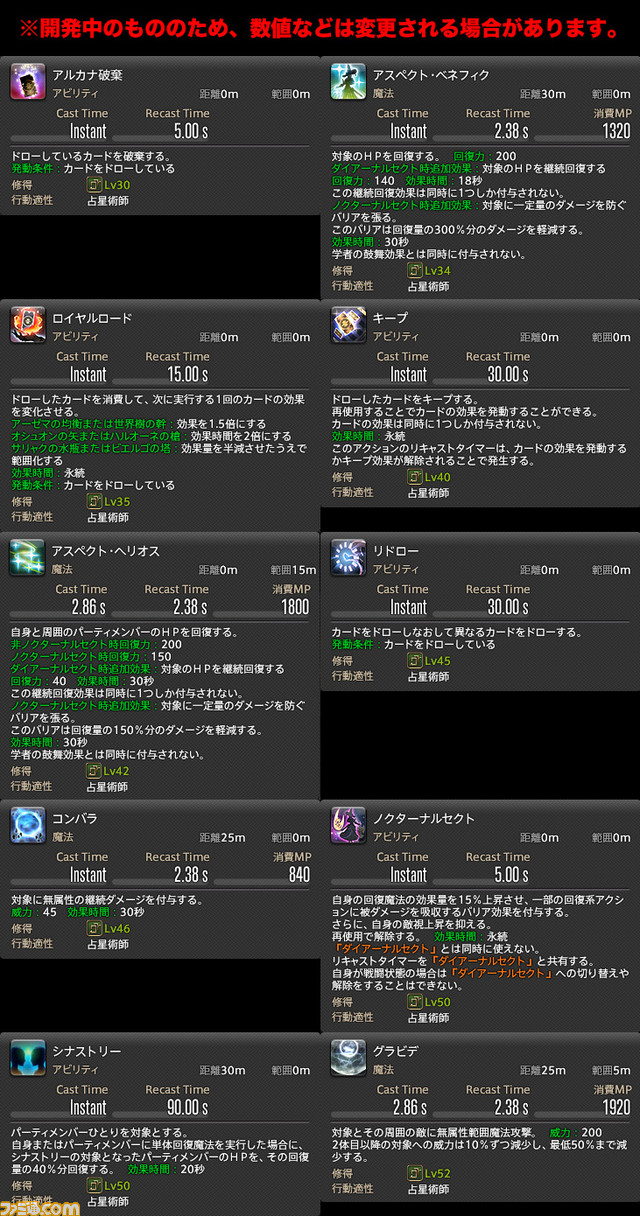 ※開発中のもののため、数値などは変更される場合があります。
アルカナ破棄
アビリティ 距離0m 範囲0m
Cast Time Recast Time
Instant 5.00 s
ドローしているカードを破棄する。
発動条件：カードをドローしている
修得 Lv30
行動適性 占星術師
アスペクト・ベネフィク
魔法 距離30m 範囲0m
Cast Time Recast Time 消費MP
Instant 2.38 s 1320
対象のＨＰを回復する。 回復力：200
ダイアーナルセクト時追加効果：対象のＨＰを継続回復する
回復力：140 効果時間：18秒
この継続回復効果は同時に1つしか付与されない。
ノクターナルセクト時追加効果：対象に一定量のダメージを防ぐ
バリアを張る。
このバリアは回復量の300％分のダメージを軽減する。
効果時間：30秒
学者の鼓舞効果とは同時に付与されない。
修得 Lv34
行動適性 占星術師
ロイヤルロード
アビリティ 距離0m 範囲0m
Cast Time Recast Time
Instant 15.00 s
ドローしたカードを消費して、次に実行する1回のカードの効果
を変化させる。
アーゼマの均衡または世界樹の幹：効果を1.5倍にする
オシュオンの矢またはハルオーネの槍：効果時間を2倍にする
サリャクの水瓶またはビエルゴの塔：効果量を半減させたうえで
範囲化する
効果時間：永続
発動条件：カードをドローしている
修得 Lv35
行動適性 占星術師
キープ
アビリティ 距離0m 範囲0m
Cast Time Recast Time
Instant 30.00 s
ドローしたカードをキープする。
再使用することでカードの効果を発動することができる。
カードの効果は同時に1つしか付与されない。
効果時間：永続
このアクションのリキャストタイマーは、カードの効果を発動する
かキープ効果が解除されることで発生する。
修得 Lv40
行動適性 占星術師
アスペクト・ヘリオス
魔法 距離0m 範囲15m
Cast Time Recast Time 消費MP
2.86 s 2.38 s 1800
自身と周囲のパーティメンバーのＨＰを回復する。
非ノクターナルセクト時回復力：200
ノクターナルセクト時回復力：150
ダイアーナルセクト時追加効果：対象のＨＰを継続回復する
回復力：40 効果時間：30秒
この継続回復効果は同時に1つしか付与されない。
ノクターナルセクト時追加効果：対象に一定量のダメージを防ぐ
バリアを張る。
このバリアは回復量の150％分のダメージを軽減する。
効果時間：30秒
学者の鼓舞効果とは同時に付与されない。
修得 Lv42
行動適性 占星術師
リドロー
アビリティ 距離0m 範囲0m
Cast Time Recast Time
Instant 30.00 s
カードをドローしなおして異なるカードをドローする。
発動条件：カードをドローしている
修得 Lv45
行動適性 占星術師
コンバラ
魔法 距離25m 範囲0m
Cast Time Recast Time 消費MP
Instant 2.38 s 840
対象に無属性の継続ダメージを付与する。
威力：45 効果時間：30秒
修得 Lv46
行動適性 占星術師
ノクターナルセクト
アビリティ 距離0m 範囲0m
Cast Time Recast Time
Instant 5.00 s
自身の回復魔法の効果量を15％上昇させ、一部の回復系アク
ションに被ダメージを吸収するバリア効果を付与する。
さらに、自身の敵視上昇を抑える。
再使用で解除する。 効果時間：永続
「ダイアーナルセクト」とは同時に使えない。
リキャストタイマーを「ダイアーナルセクト」と共有する。
自身が戦闘状態の場合は「ダイアーナルセクト」への切り替えや
解除をすることはできない。
修得 Lv50
行動適性 占星術師
シナストリー
アビリティ 距離30m 範囲0m
Cast Time Recast Time
Instant 90.00 s
パーティメンバーひとりを対象とする。
自身またはパーティメンバーに単体回復魔法を実行した場合に、
シナストリーの対象となったパーティメンバーのＨＰを、その回復
量の40％分回復する。 効果時間：20秒
修得 Lv50
行動適性 占星術師
グラビデ
魔法 距離25m 範囲5m
Cast Time Recast Time 消費MP
2.86 s 2.38 s 1920
対象とその周囲の敵に無属性範囲魔法攻撃。 威力：200
2体目以降の対象への威力は10％ずつ減少し、最低50％まで減
少する。
修得 Lv52
行動適性 占星術師
ファミ通.com